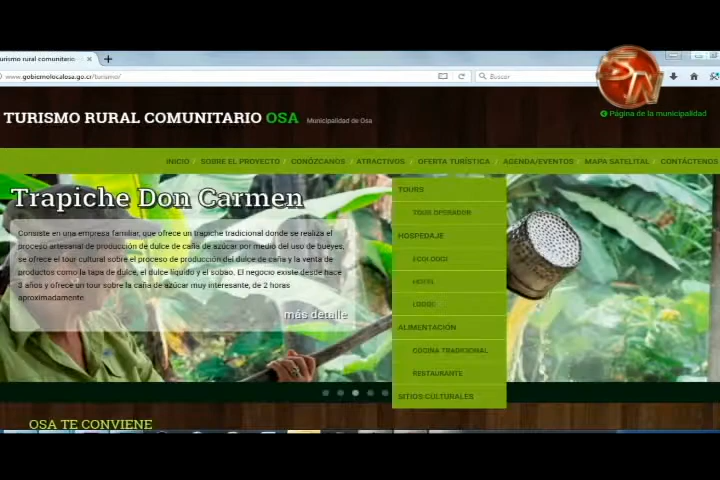 urismo rural comunitario
www.gobiernolocalosa.go.cr/turismo/
Buscar
SN
TURISMO RURAL COMUNITARIO OSA
Municipalidad de Osa
Página de la municipalidad
INICIO / SOBRE EL PROYECTO / CONÓZCANOS / ATRACTIVOS / OFERTA TURÍSTICA / AGENDA/EVENTOS / MAPA SATELITAL / CONTÁCTENOS
Trapiche Don Carmen
Consiste en una empresa familiar, que ofrece un trapiche tradicional donde se realiza el
proceso artesanal de producción de dulce de caña de azúcar por medio del uso de bueyes,
se ofrece el tour cultural sobre el proceso de producción del dulce de caña y la venta de
productos como la tapa de dulce, el dulce líquido y el sobao. El negocio existe desde hace
3 años y ofrece un tour sobre la caña de azúcar muy interesante, de 2 horas
aproximadamente.
más detalle
TOURS
TOUR OPERADOR
HOSPEDAJE
ECOLODGE
HOTEL
LODGE
ALIMENTACIÓN
COCINA TRADICIONAL
RESTAURANTE
SITIOS CULTURALES
OSA TE CONVIENE